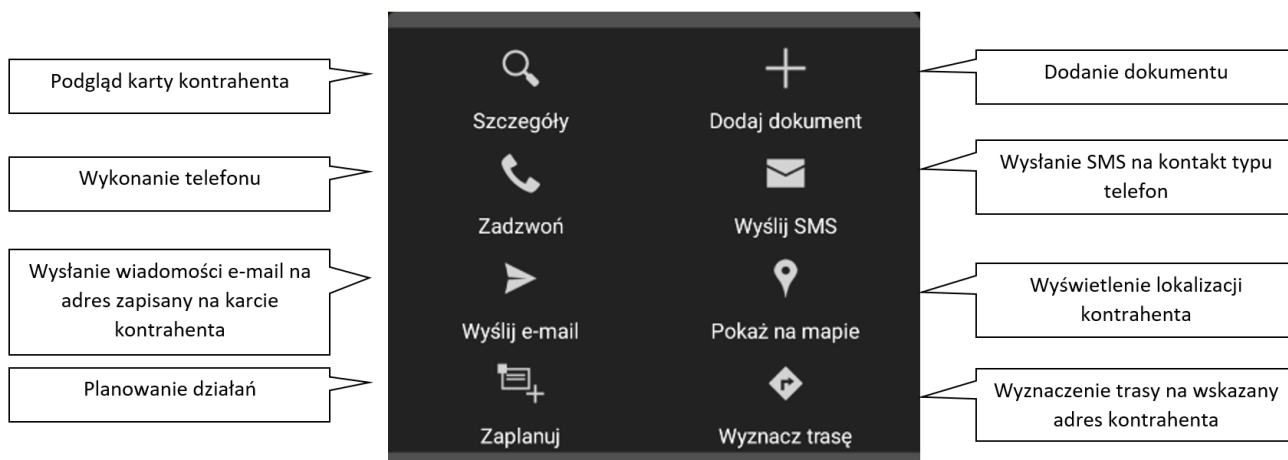 Podgląd karty kontrahenta
Szczegóły
Dodaj dokument
Dodanie dokumentu
Wykonanie telefonu
Zadzwoń
Wyślij SMS
Wysłanie SMS na kontakt typu
telefon
Wysłanie wiadomości e-mail na
adres zapisany na karcie
kontrahenta
Wyślij e-mail
Pokaż na mapie
Wyświetlenie lokalizacji
kontrahenta
Planowanie działań
Zaplanuj
Wyznacz trasę
Wyznaczenie trasy na wskazany
adres kontrahenta